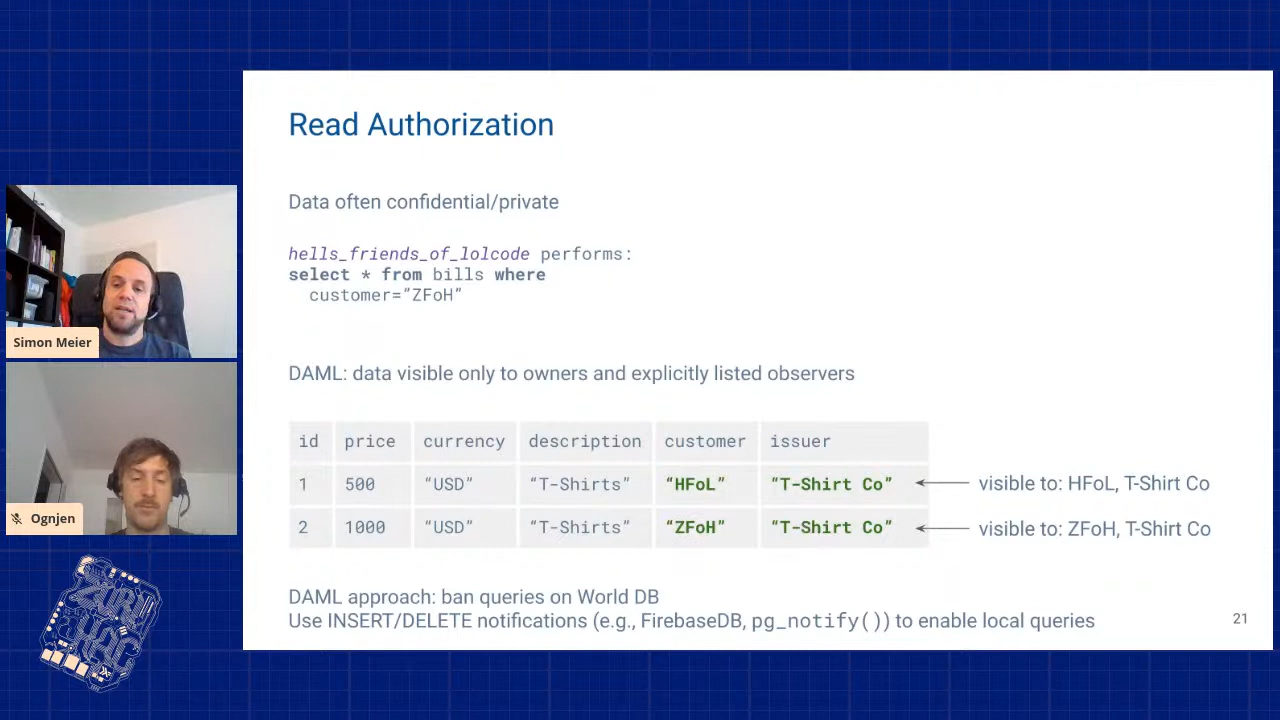 Read Authorization
Data often confidential/private
hells_friends_of_lolcode performs:
select * from bills where
customer=”ZFoH”
DAML: data visible only to owners and explicitly listed observers
id price currency description customer issuer
1 500 “USD” “T-Shirts” “HFoL” “T-Shirt Co” visible to: HFoL, T-Shirt Co
2 1000 “USD” “T-Shirts” “ZFoH” “T-Shirt Co” visible to: ZFoH, T-Shirt Co
DAML approach: ban queries on World DB
Use INSERT/DELETE notifications (e.g., FirebaseDB, pg_notify()) to enable local queries
21
Simon Meier
Ognjen
ZURI
HAC